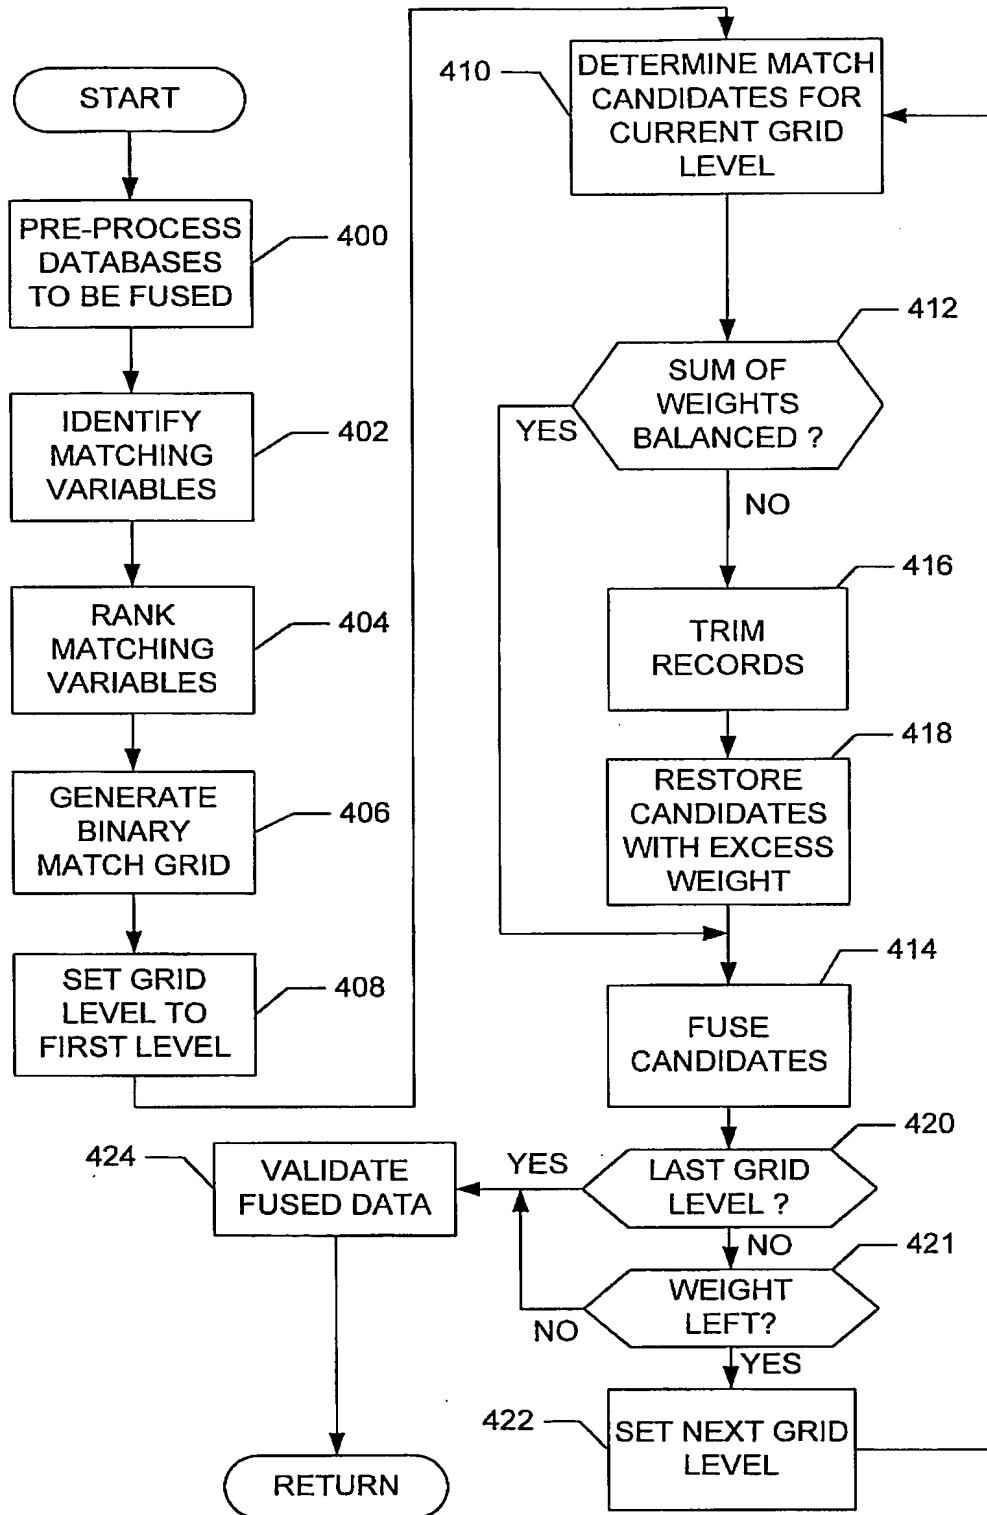 START
PRE-PROCESS
DATABASES
TO BE FUSED
400
IDENTIFY
MATCHING
VARIABLES
402
RANK
MATCHING
VARIABLES
404
GENERATE
BINARY
MATCH GRID
406
SET GRID
LEVEL TO
FIRST LEVEL
408
410
DETERMINE MATCH
CANDIDATES FOR
CURRENT GRID
LEVEL
412
SUM OF
WEIGHTS
BALANCED ?
YES
NO
416
TRIM
RECORDS
418
RESTORE
CANDIDATES
WITH EXCESS
WEIGHT
414
FUSE
CANDIDATES
420
LAST GRID
LEVEL ?
YES
NO
424
VALIDATE
FUSED DATA
421
WEIGHT
LEFT?
NO
YES
422
SET NEXT GRID
LEVEL
RETURN